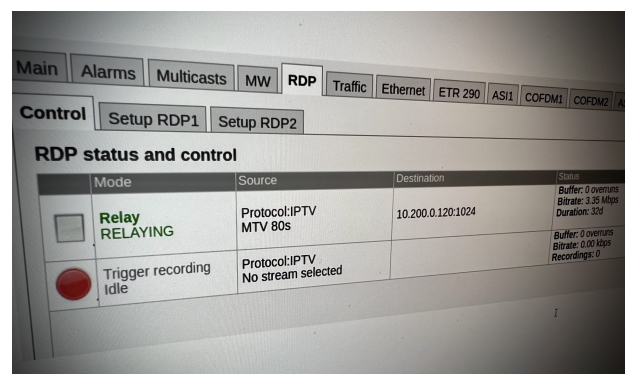 Main Alarms Multicasts MW RDP Traffic Ethernet ETR 290 ASI1 COFDM1 COFDM2
Control Setup RDP1 Setup RDP2
RDP status and control
Mode Source Destination Status
Relay
RELAYING
Protocol:IPTV
MTV 80s
10.200.0.120:1024
Buffer: 0 overruns
Bitrate: 3.35 Mbps
Duration: 32d
Trigger recording
Idle
Protocol:IPTV
No stream selected
Buffer: 0 overruns
Bitrate: 0.00 kbps
Recordings: 0